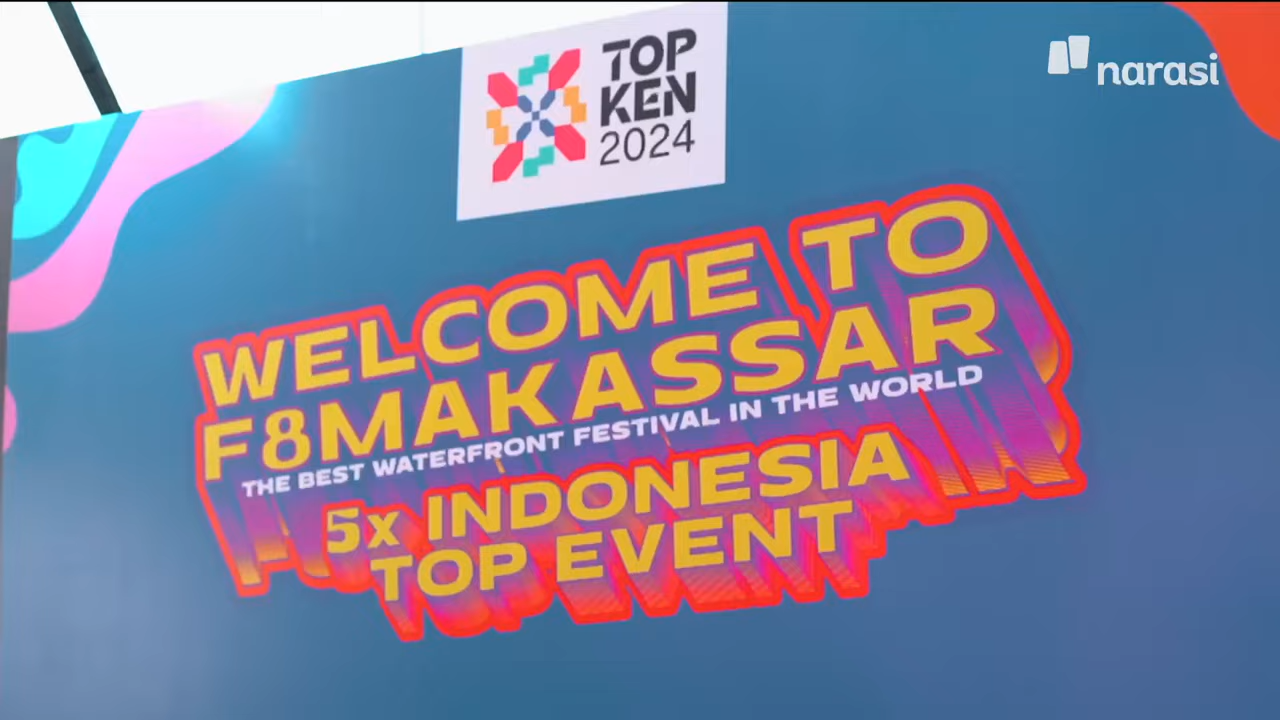 TOP
KEN
2024
narasi
WELCOME TO
F8MAKASSAR
THE BEST WATERFRONT FESTIVAL IN THE WORLD
5x INDONESIA
TOP EVENT